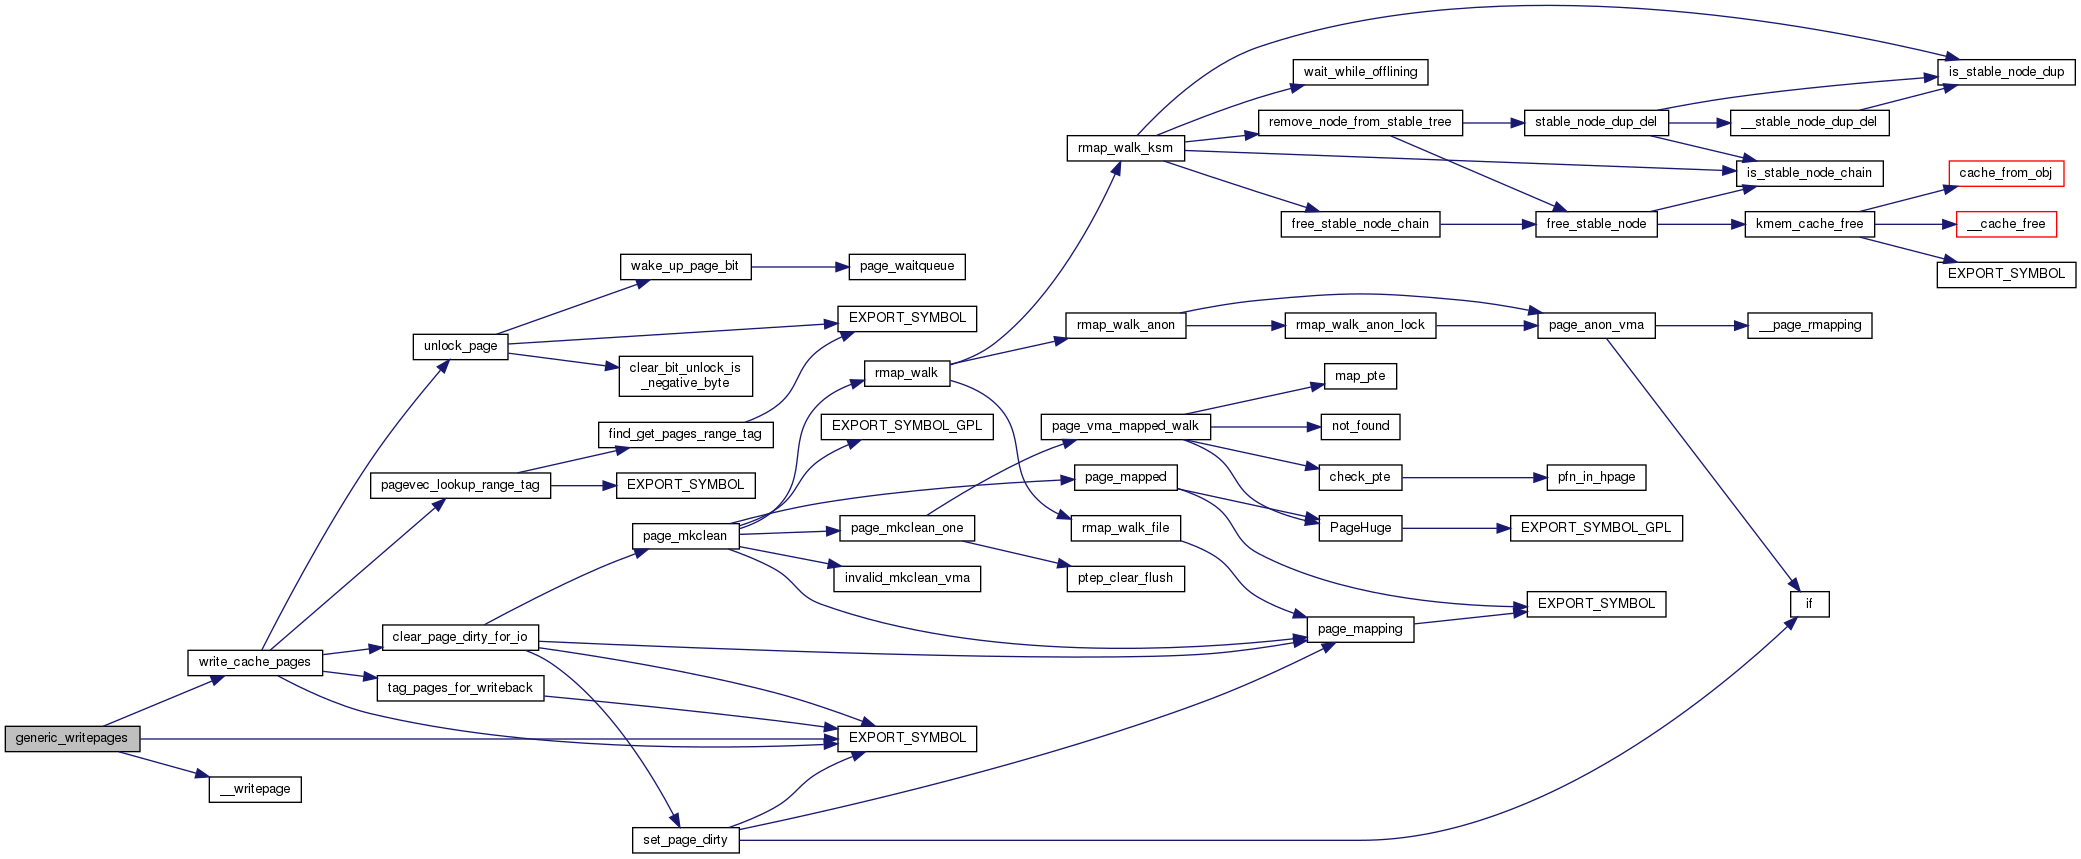 generic_writepages
write_cache_pages
__writepage
unlock_page
pagevec_lookup_range_tag
clear_page_dirty_for_io
tag_pages_for_writeback
wake_up_page_bit
clear_bit_unlock_is
_negative_byte
find_get_pages_range_tag
EXPORT_SYMBOL
page_mkclean
set_page_dirty
page_waitqueue
EXPORT_SYMBOL
rmap_walk
EXPORT_SYMBOL_GPL
page_mkclean_one
invalid_mkclean_vma
EXPORT_SYMBOL
rmap_walk_ksm
rmap_walk_anon
page_vma_mapped_walk
page_mapped
rmap_walk_file
ptep_clear_flush
wait_while_offlining
remove_node_from_stable_tree
free_stable_node_chain
rmap_walk_anon_lock
map_pte
not_found
check_pte
PageHuge
page_mapping
stable_node_dup_del
free_stable_node
page_anon_vma
pfn_in_hpage
EXPORT_SYMBOL_GPL
EXPORT_SYMBOL
__stable_node_dup_del
is_stable_node_chain
kmem_cache_free
__page_rmapping
if
is_stable_node_dup
cache_from_obj
__cache_free
EXPORT_SYMBOL